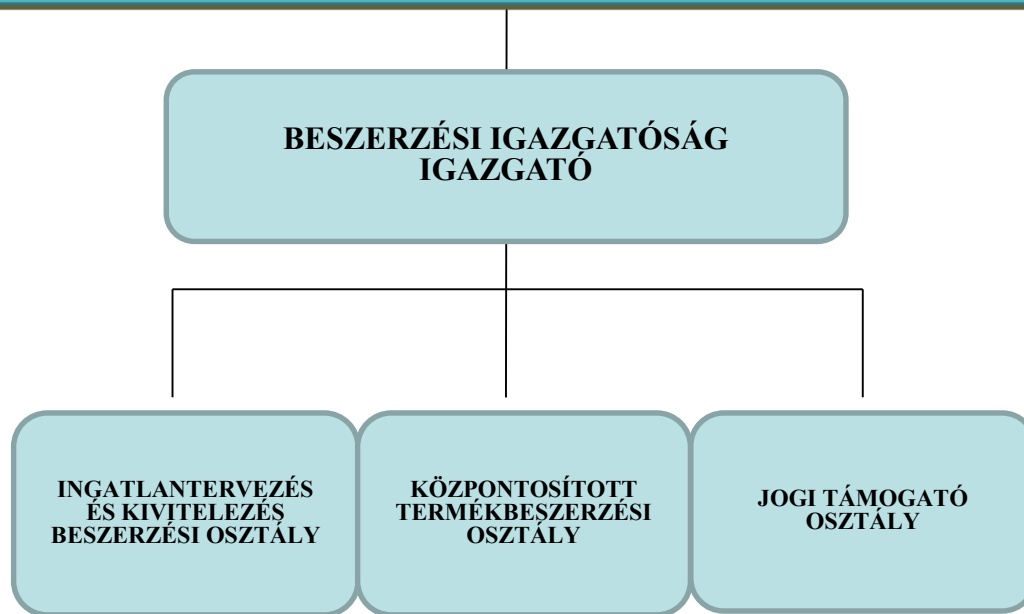 BESZERZÉSI IGAZGATÓSÁG
IGAZGATÓ
INGATLANTERVEZÉS
ÉS KIVITELEZÉS
BESZERZÉSI OSZTÁLY
KÖZPONTOSÍTOTT
TERMÉKBESZERZÉSI
OSZTÁLY
JOGI TÁMOGATÓ
OSZTÁLY